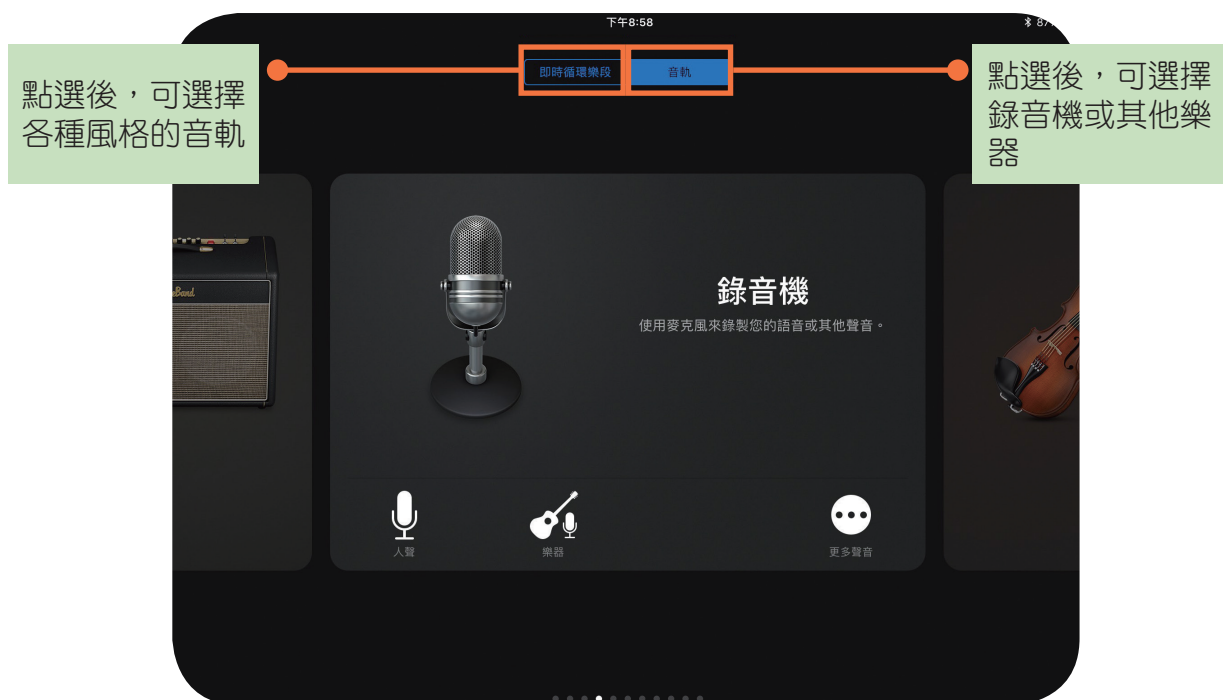 下午8:58
點選後，可選擇
各種風格的音軌
即時循環樂段
音軌
點選後，可選擇
錄音機或其他樂
器
錄音機
使用麥克風來錄製您的語音或其他聲音。
人聲
樂器
更多聲音